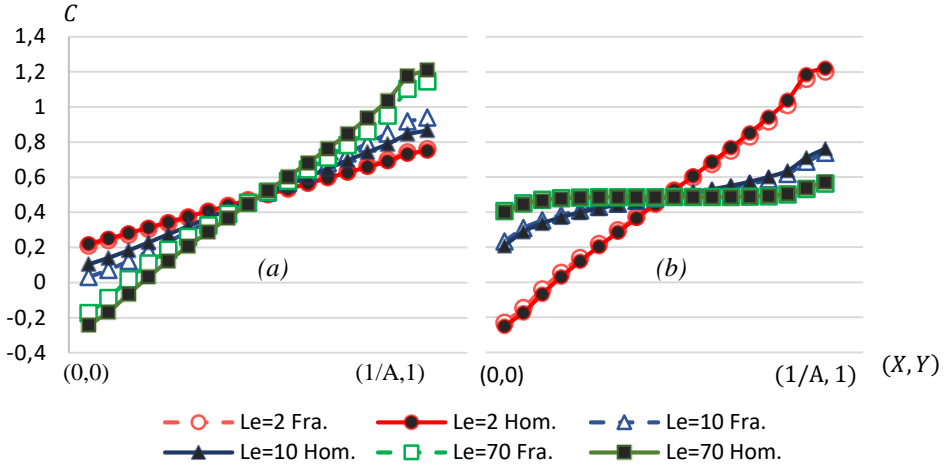 C
1,4
1,2
1
0,8
0,6
0,4
0,2
0
-0,2
-0,4
(a)
(b)
(0,0)
(1/A,1)
(0,0)
(1/A, 1)
(X, Y)
Le=2 Fra.
Le=2 Hom.
Le=10 Fra.
Le=10 Hom.
Le=70 Fra.
Le=70 Hom.